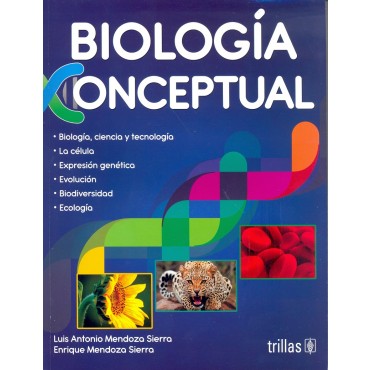 BIOLOGÍA
CONCEPTUAL
• Biología, ciencia y tecnología
• La célula
• Expresión genética
• Evolución
• Biodiversidad
• Ecología
Luis Antonio Mendoza Sierra
Enrique Mendoza Sierra
trillas